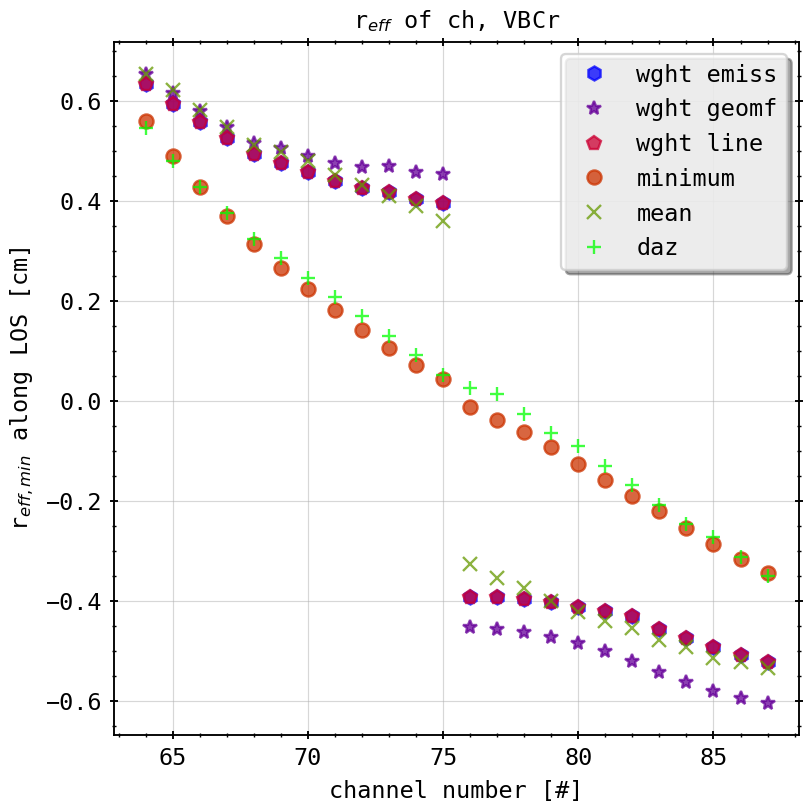 r_eff of ch, VBCr
wght emiss
wght geomf
wght line
minimum
mean
daz
r_eff,min along LOS [cm]
0.6
0.4
0.2
0.0
−0.2
−0.4
−0.6
65 70 75 80 85
channel number [#]